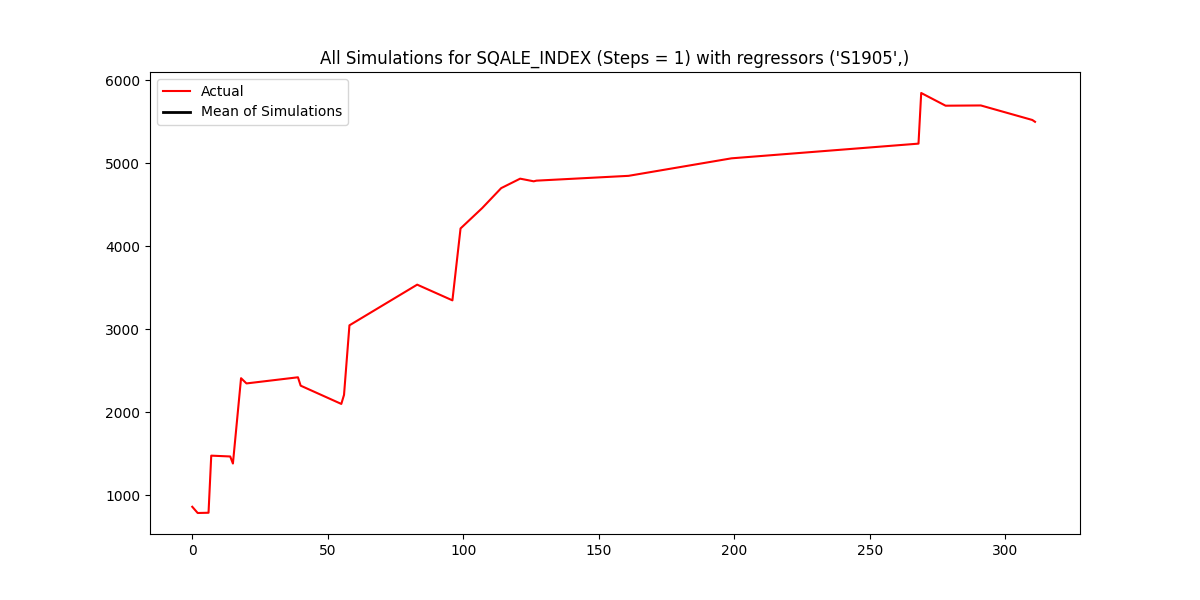 All Simulations for SQALE_INDEX (Steps = 1) with regressors ('S1905',)
Actual
Mean of Simulations
6000
5000
4000
3000
2000
1000
0 50 100 150 200 250 300